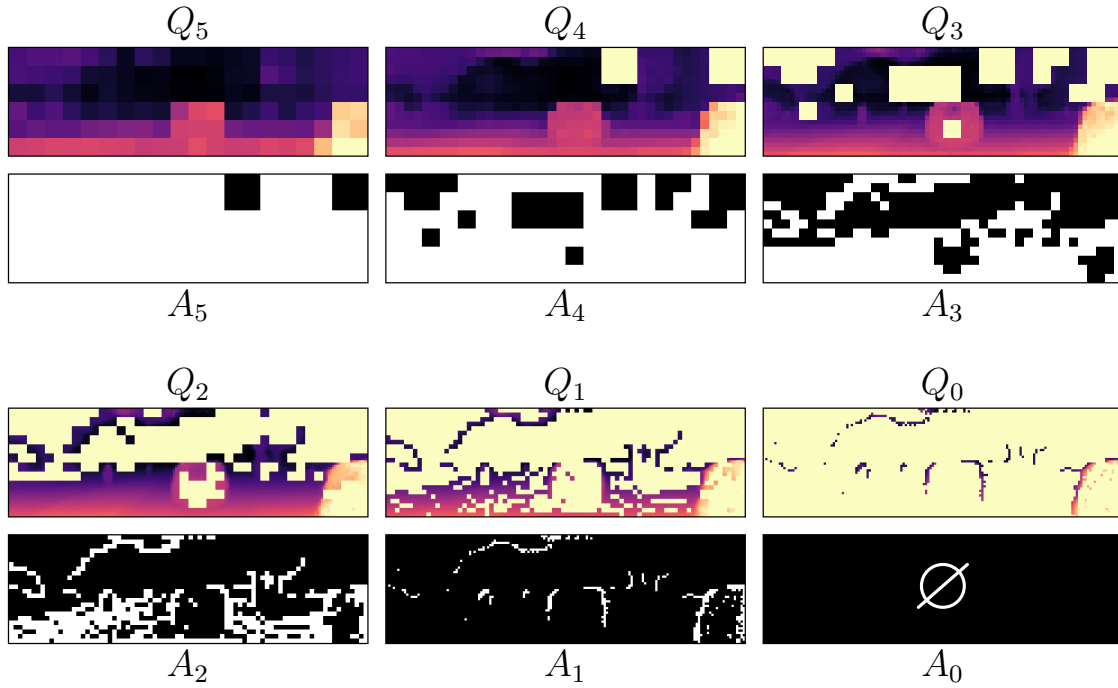 Q₅ Q₄ Q₃
A₅ A₄ A₃
Q₂ Q₁ Q₀
∅
A₂ A₁ A₀